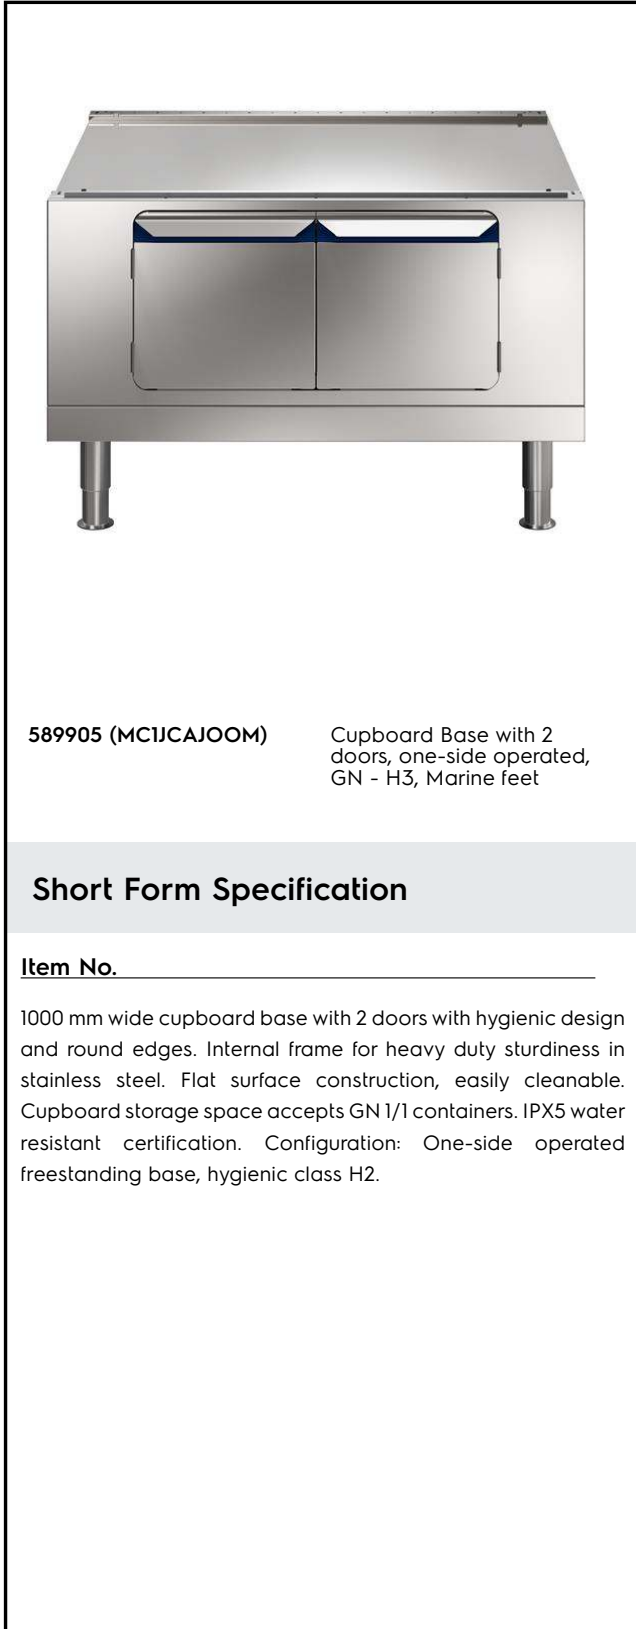 589905 (MC1JCAJOOM)
Cupboard Base with 2
doors, one-side operated,
GN - H3, Marine feet
Short Form Specification
Item No.
1000 mm wide cupboard base with 2 doors with hygienic design
and round edges. Internal frame for heavy duty sturdiness in
stainless steel. Flat surface construction, easily cleanable.
Cupboard storage space accepts GN 1/1 containers. IPX5 water
resistant certification. Configuration: One-side operated
freestanding base, hygienic class H2.